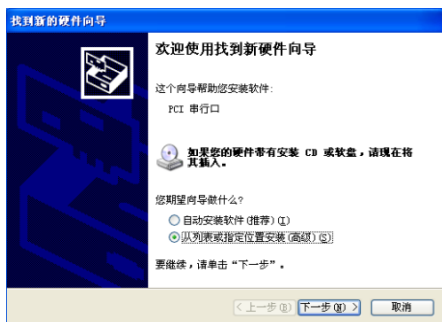 找到新的硬件向导
欢迎使用找到新硬件向导
这个向导帮助您安装软件:
PCI 串行口
如果您的硬件带有安装 CD 或软盘，请现在将
其插入。
您期望向导做什么?
自动安装软件(推荐)(I)
从列表或指定位置安装(高级)(S)
要继续，请单击“下一步”。
< 上一步(B) 下一步(N) > 取消